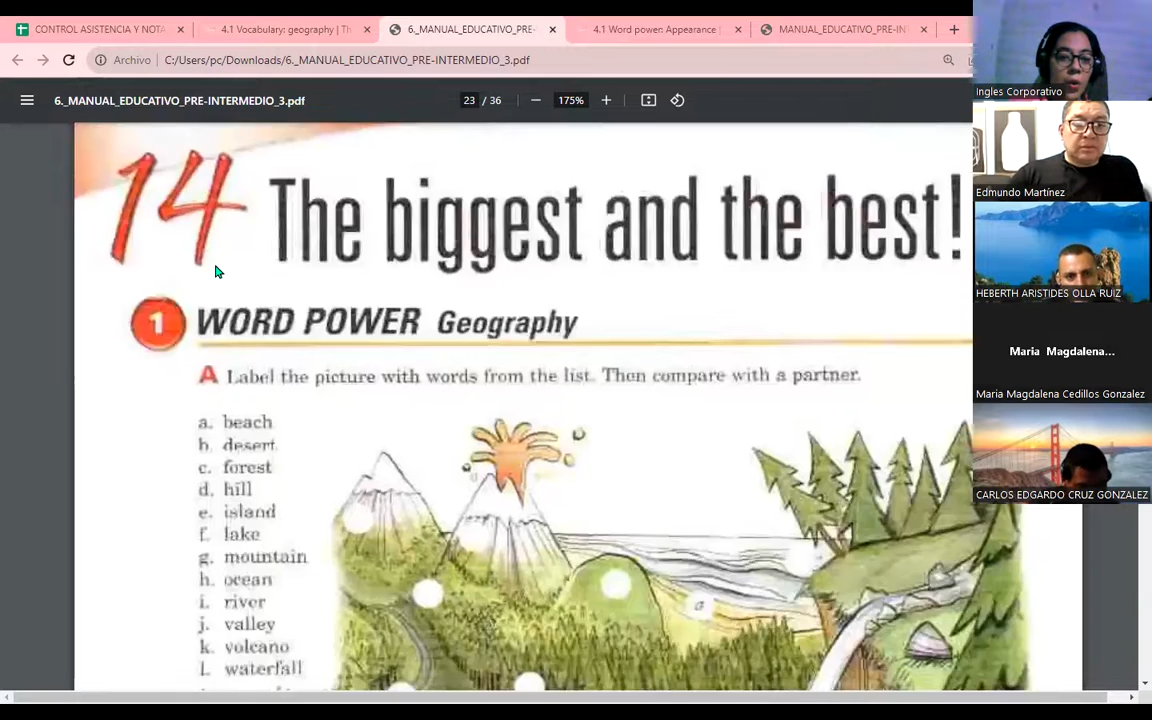 CONTROL ASISTENCIA Y NOTA
4.1 Vocabulary: geography | Th
6._MANUAL_EDUCATIVO_PRE-
4.1 Word power: Appearance |
MANUAL_EDUCATIVO_PRE-IN
Archivo
C:/Users/pc/Downloads/6._MANUAL_EDUCATIVO_PRE-INTERMEDIO_3.pdf
6._MANUAL_EDUCATIVO_PRE-INTERMEDIO_3.pdf
23 / 36
175%
14 The biggest and the best!
1 WORD POWER Geography
A Label the picture with words from the list. Then compare with a partner.
a. beach
b. desert
c. forest
d. hill
e. island
f. lake
g. mountain
h. ocean
i. river
j. valley
k. volcano
l. waterfall
a
Ingles Corporativo
Edmundo Martínez
HEBERTH ARISTIDES OLLA RUIZ
Maria Magdalena...
Maria Magdalena Cedillos Gonzalez
CARLOS EDGARDO CRUZ GONZALEZ